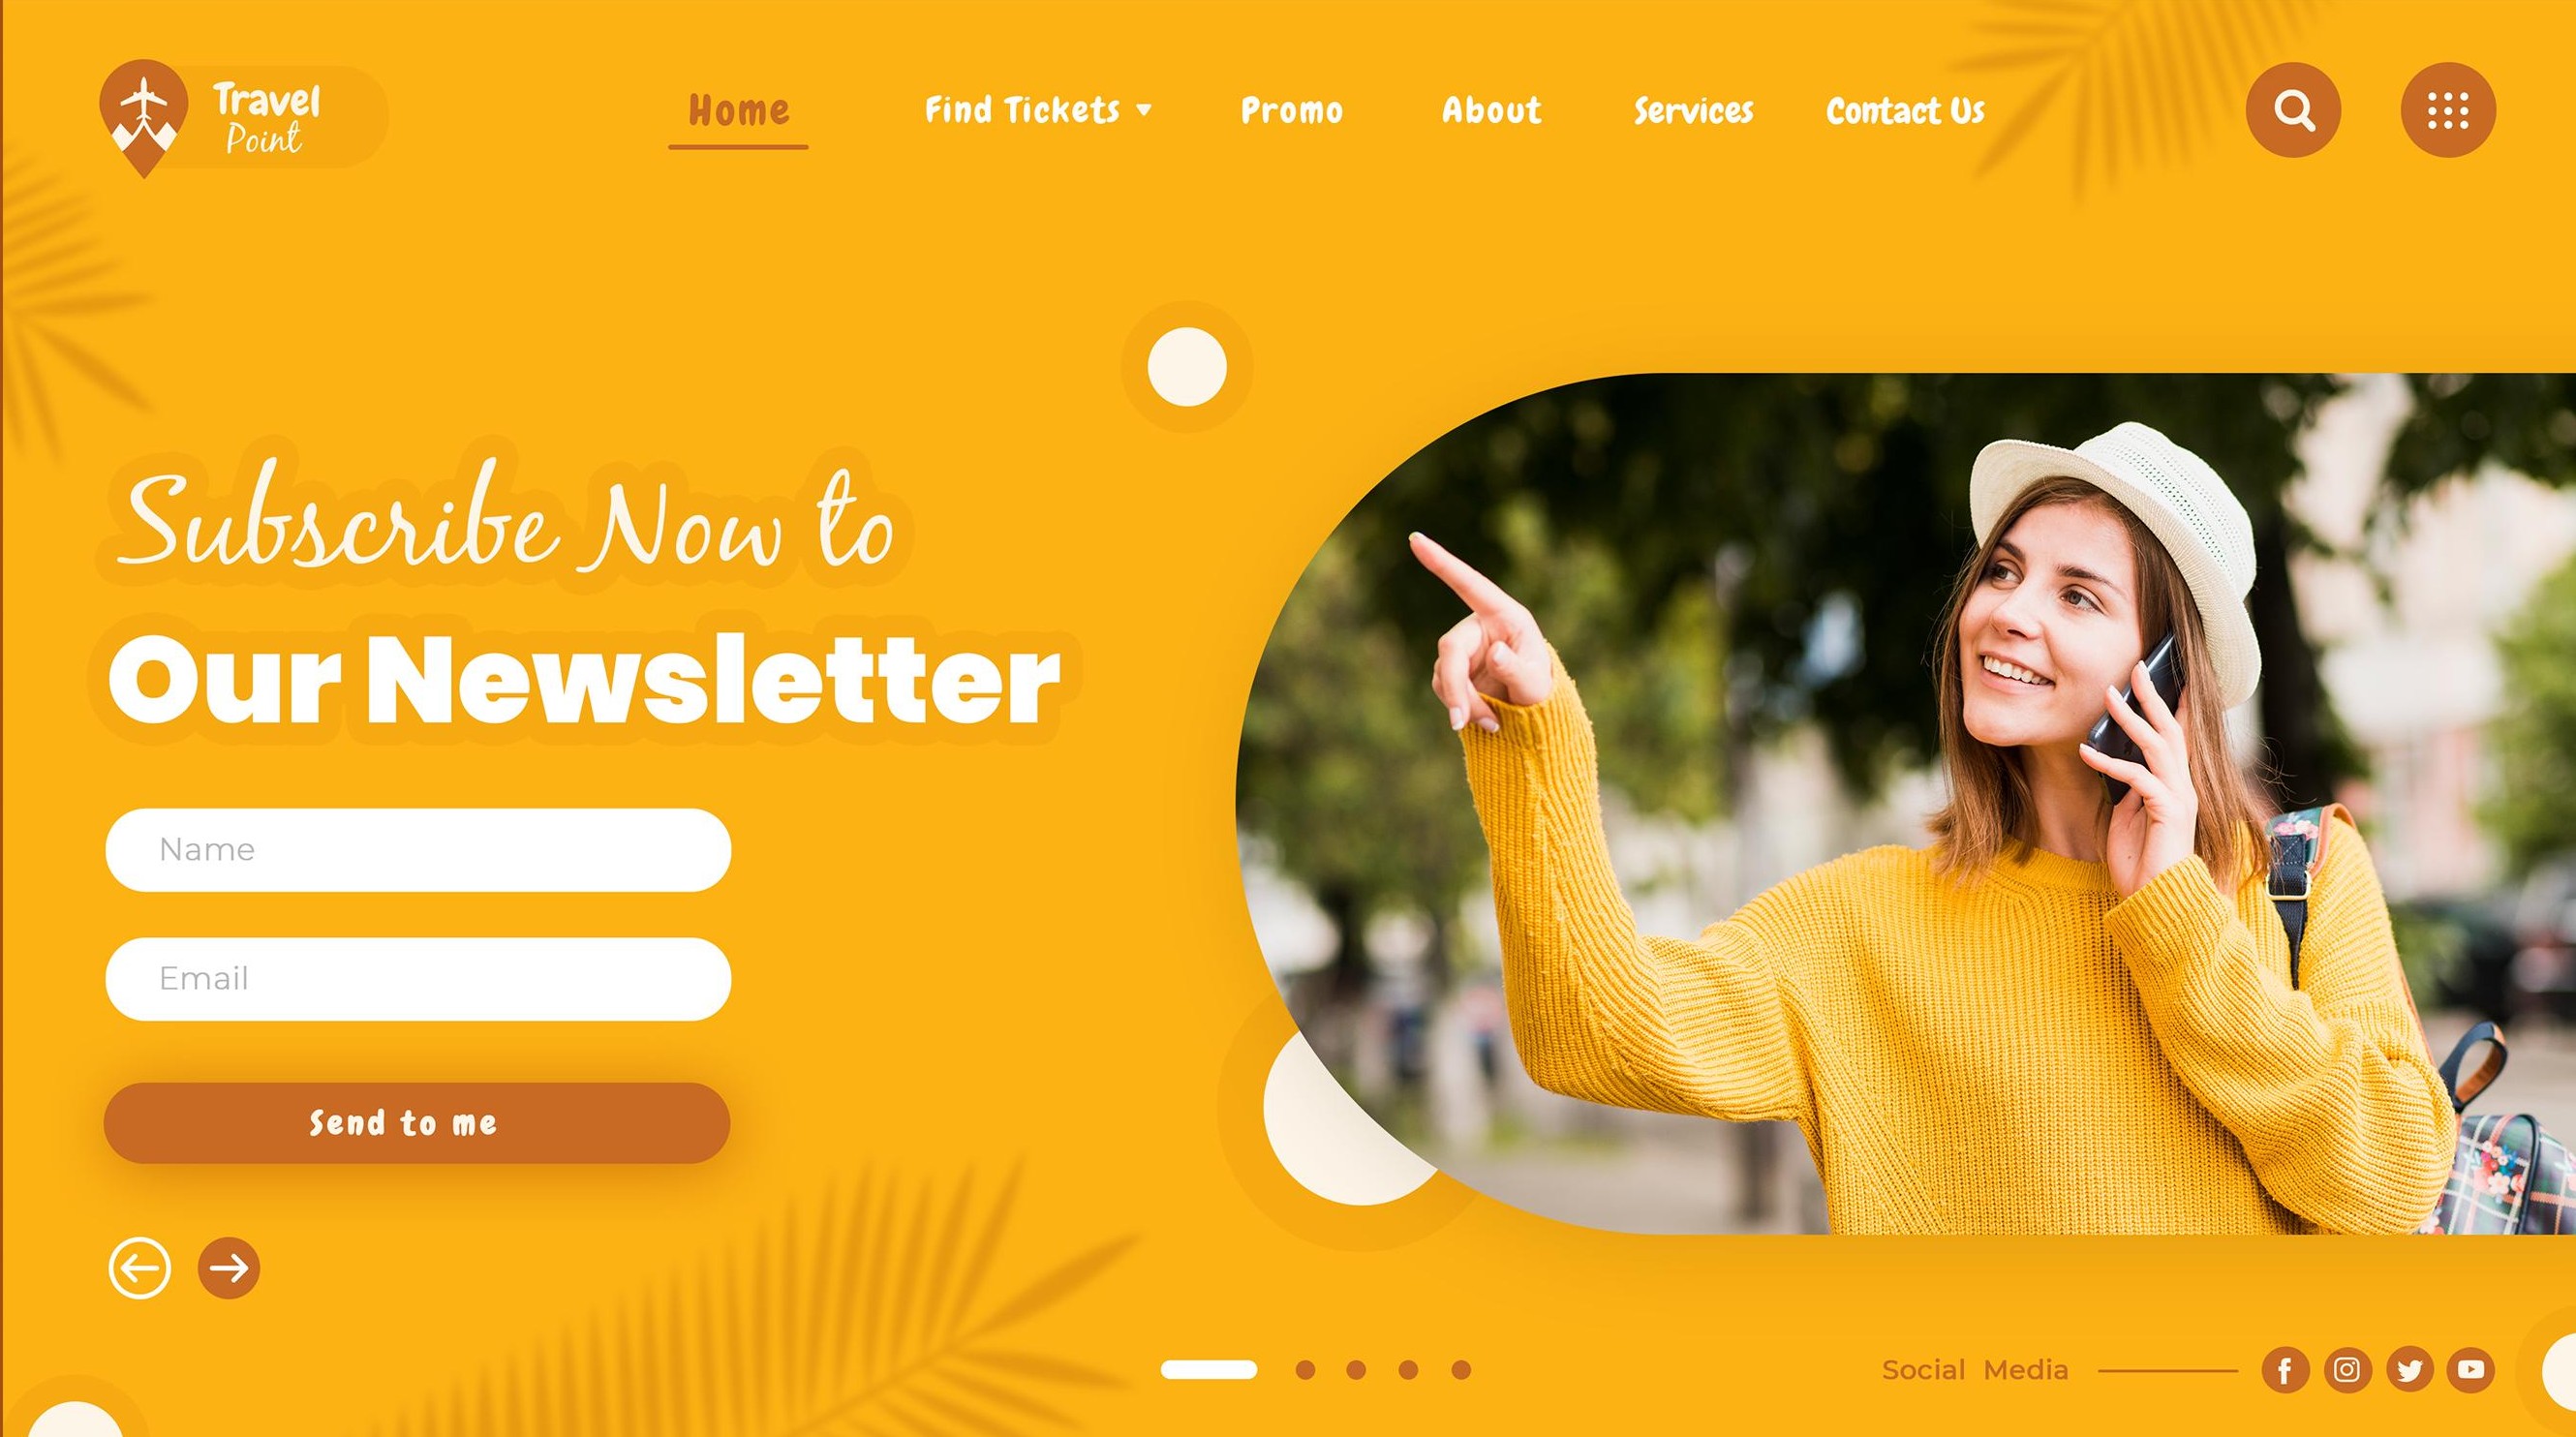 Travel
Point
Home
Find Tickets
Promo
About
Services
Contact Us
Subscribe Now to
Our Newsletter
Name
Email
Send to me
Social Media